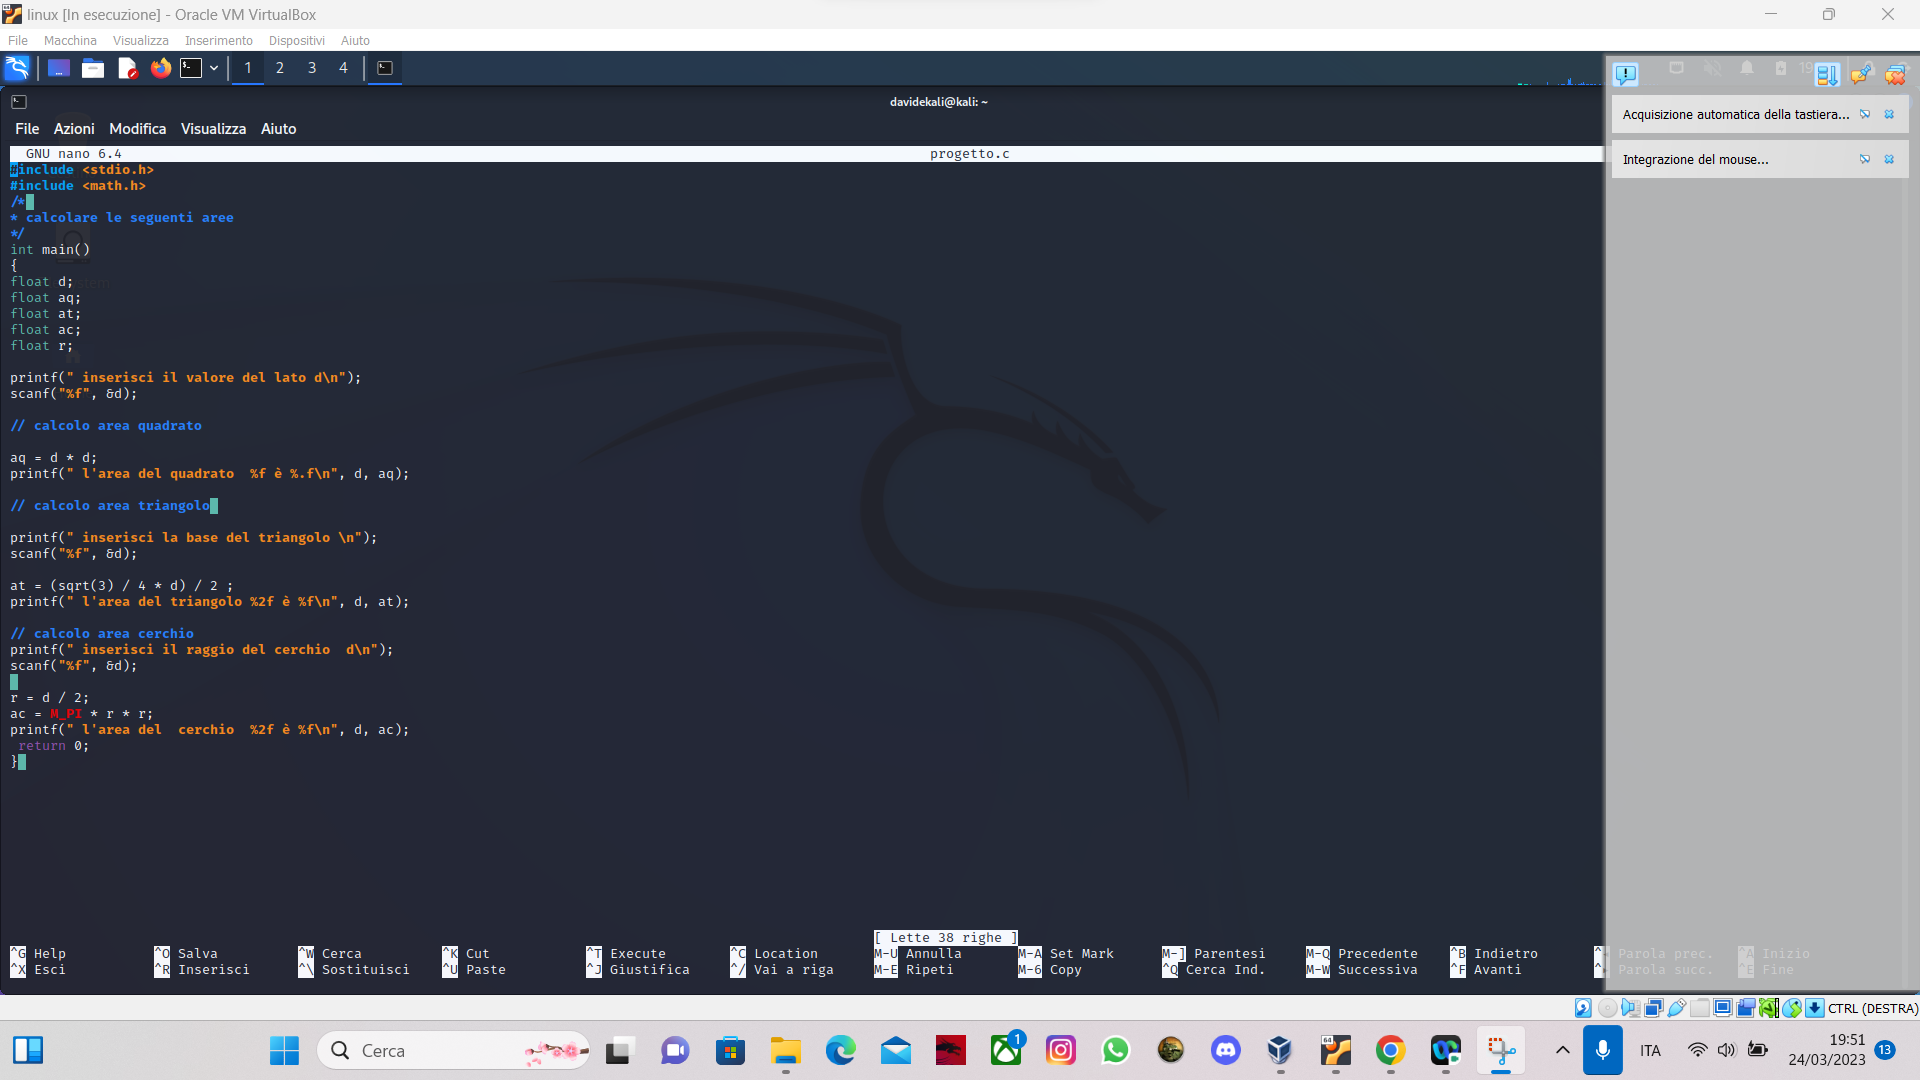 linux [In esecuzione] - Oracle VM VirtualBox
File Macchina Visualizza Inserimento Dispositivi Aiuto
1 2 3 4
davidekali@kali: ~
File Azioni Modifica Visualizza Aiuto
GNU nano 6.4 progetto.c
#include <stdio.h>
#include <math.h>
/*
* calcolare le seguenti aree
*/
int main()
{
float d;
float aq;
float at;
float ac;
float r;
printf(" inserisci il valore del lato d\n");
scanf("%f", &d);
// calcolo area quadrato
aq = d * d;
printf(" l'area del quadrato  %f è %.f\n", d, aq);
// calcolo area triangolo
printf(" inserisci la base del triangolo \n");
scanf("%f", &d);
at = (sqrt(3) / 4 * d) / 2 ;
printf(" l'area del triangolo %2f è %f\n", d, at);
// calcolo area cerchio
printf(" inserisci il raggio del cerchio  d\n");
scanf("%f", &d);
r = d / 2;
ac = M_PI * r * r;
printf(" l'area del  cerchio  %2f è %f\n", d, ac);
return 0;
}
[ Lette 38 righe ]
^G Help ^O Salva ^W Cerca ^K Cut ^T Execute ^C Location M-U Annulla M-A Set Mark M-] Parentesi M-Q Precedente ^B Indietro Parola prec. ^A Inizio
^X Esci ^R Inserisci ^\ Sostituisci ^U Paste ^J Giustifica ^/ Vai a riga M-E Ripeti M-6 Copy ^Q Cerca Ind. M-W Successiva ^F Avanti Parola succ. ^E Fine
Acquisizione automatica della tastiera...
Integrazione del mouse...
CTRL (DESTRA)
Cerca
1
64
ITA
19:51
24/03/2023
13